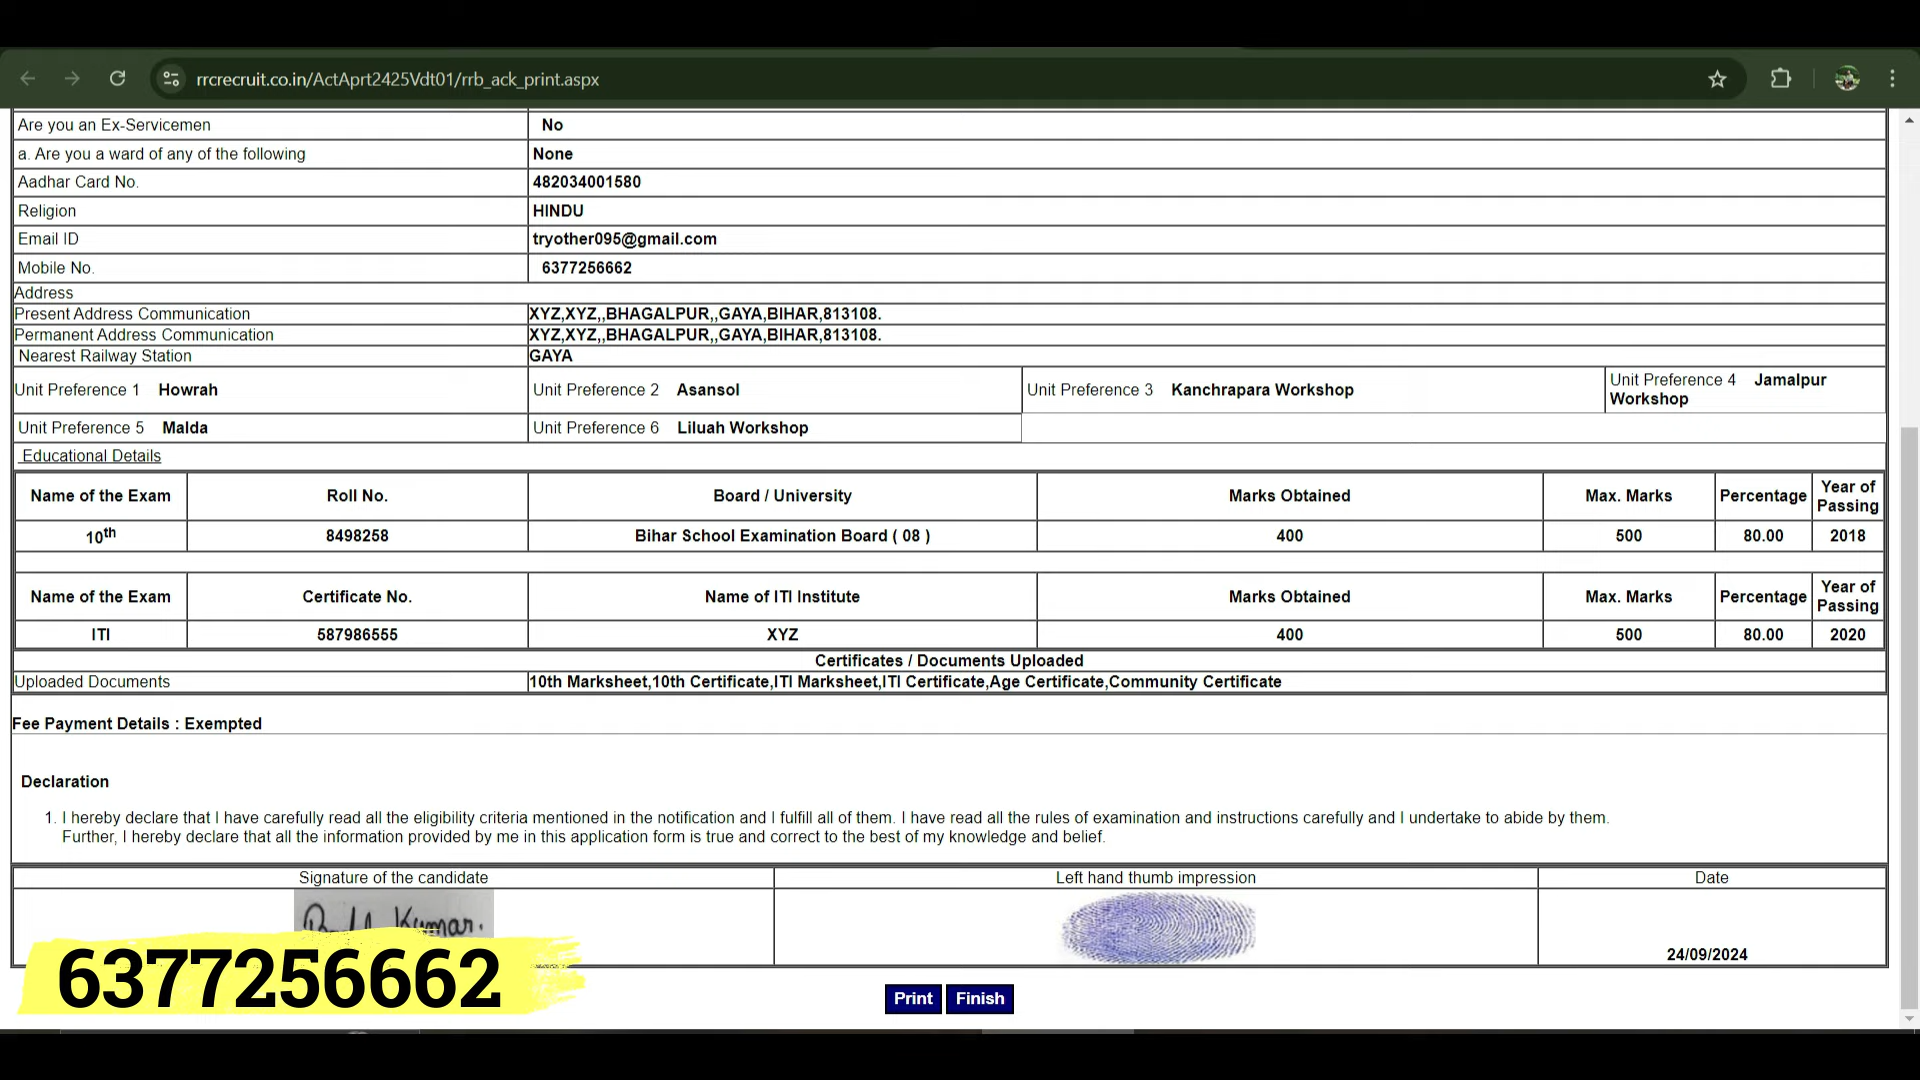 rrcrecruit.co.in/ActAprt2425Vdt01/rrb_ack_print.aspx
Are you an Ex-Servicemen No
a. Are you a ward of any of the following None
Aadhar Card No. 482034001580
Religion HINDU
Email ID tryother095@gmail.com
Mobile No. 6377256662
Address
Present Address Communication XYZ,XYZ,,BHAGALPUR,,GAYA,BIHAR,813108.
Permanent Address Communication XYZ,XYZ,,BHAGALPUR,,GAYA,BIHAR,813108.
Nearest Railway Station GAYA
Unit Preference 1 Howrah Unit Preference 2 Asansol Unit Preference 3 Kanchrapara Workshop Unit Preference 4 Jamalpur
Workshop
Unit Preference 5 Malda Unit Preference 6 Liluah Workshop
Educational Details
Name of the Exam Roll No. Board / University Marks Obtained Max. Marks Percentage Year of
Passing
10th 8498258 Bihar School Examination Board ( 08 ) 400 500 80.00 2018
Name of the Exam Certificate No. Name of ITI Institute Marks Obtained Max. Marks Percentage Year of
Passing
ITI 587986555 XYZ 400 500 80.00 2020
Certificates / Documents Uploaded
Uploaded Documents 10th Marksheet,10th Certificate,ITI Marksheet,ITI Certificate,Age Certificate,Community Certificate
Fee Payment Details : Exempted
Declaration
1. I hereby declare that I have carefully read all the eligibility criteria mentioned in the notification and I fulfill all of them. I have read all the rules of examination and instructions carefully and I undertake to abide by them.
Further, I hereby declare that all the information provided by me in this application form is true and correct to the best of my knowledge and belief.
Signature of the candidate Left hand thumb impression Date
Kumar.
24/09/2024
6377256662
Print Finish